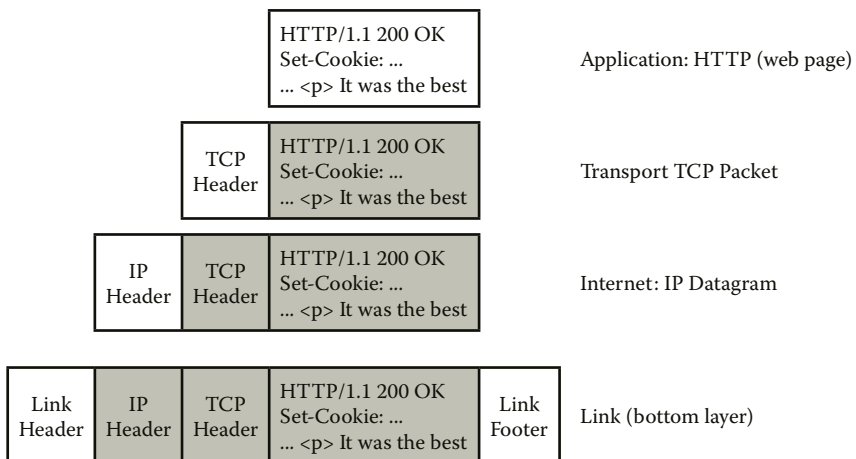 HTTP/1.1 200 OK
Set-Cookie: ...
... <p> It was the best
Application: HTTP (web page)
TCP
Header
HTTP/1.1 200 OK
Set-Cookie: ...
... <p> It was the best
Transport TCP Packet
IP
Header
TCP
Header
HTTP/1.1 200 OK
Set-Cookie: ...
... <p> It was the best
Internet: IP Datagram
Link
Header
IP
Header
TCP
Header
HTTP/1.1 200 OK
Set-Cookie: ...
... <p> It was the best
Link
Footer
Link (bottom layer)